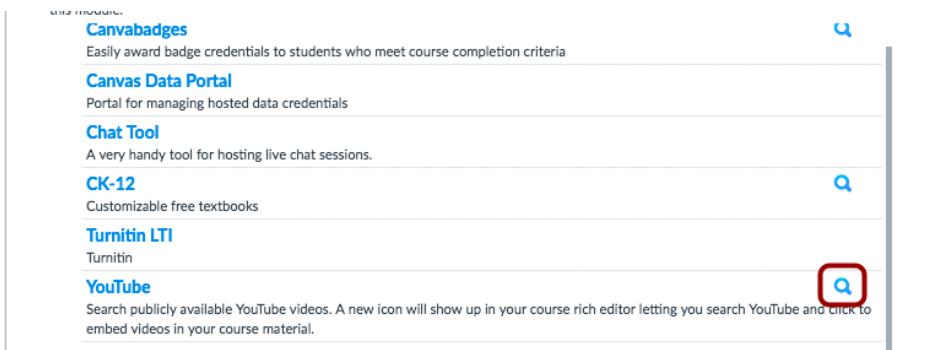 this module.
Canvabadges
Easily award badge credentials to students who meet course completion criteria
Canvas Data Portal
Portal for managing hosted data credentials
Chat Tool
A very handy tool for hosting live chat sessions.
CK-12
Customizable free textbooks
Turnitin LTI
Turnitin
YouTube
Search publicly available YouTube videos. A new icon will show up in your course rich editor letting you search YouTube and click to
embed videos in your course material.